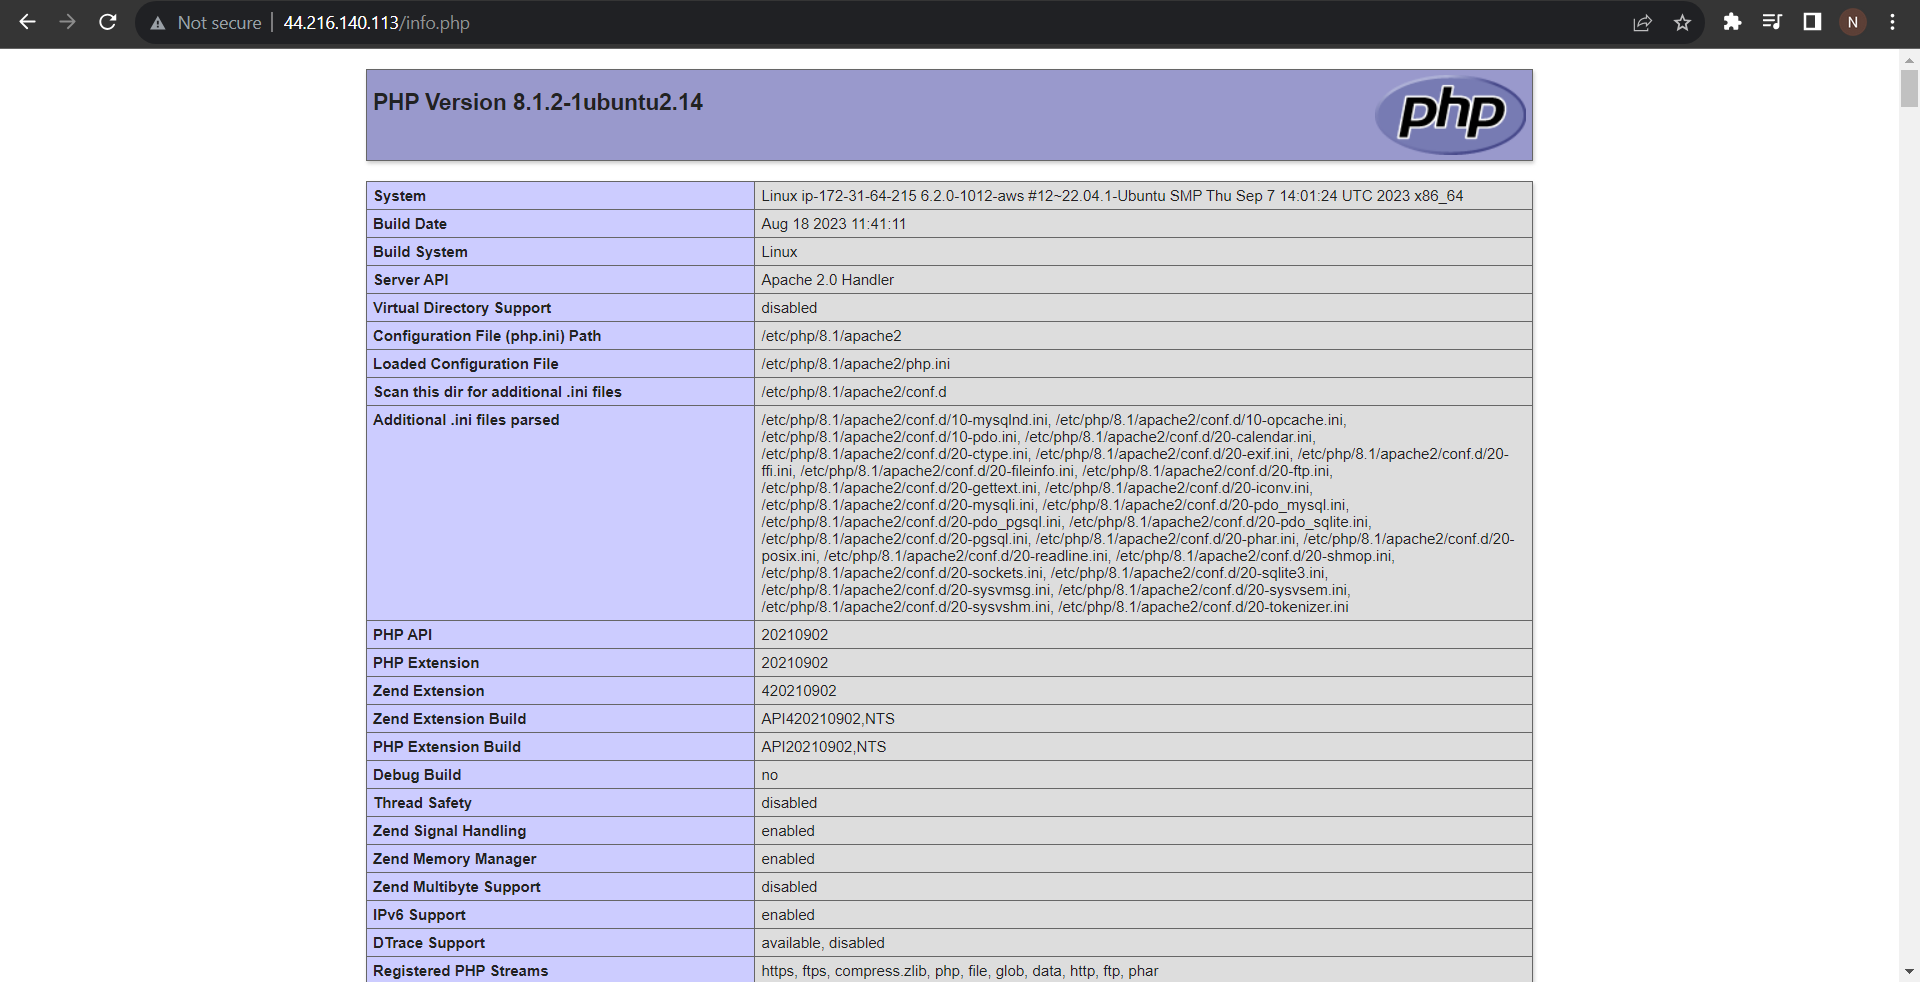 Not secure | 44.216.140.113/info.php
N
PHP Version 8.1.2-1ubuntu2.14
php
System Linux ip-172-31-64-215 6.2.0-1012-aws #12~22.04.1-Ubuntu SMP Thu Sep 7 14:01:24 UTC 2023 x86_64
Build Date Aug 18 2023 11:41:11
Build System Linux
Server API Apache 2.0 Handler
Virtual Directory Support disabled
Configuration File (php.ini) Path /etc/php/8.1/apache2
Loaded Configuration File /etc/php/8.1/apache2/php.ini
Scan this dir for additional .ini files /etc/php/8.1/apache2/conf.d
Additional .ini files parsed /etc/php/8.1/apache2/conf.d/10-mysqlnd.ini, /etc/php/8.1/apache2/conf.d/10-opcache.ini,
/etc/php/8.1/apache2/conf.d/10-pdo.ini, /etc/php/8.1/apache2/conf.d/20-calendar.ini,
/etc/php/8.1/apache2/conf.d/20-ctype.ini, /etc/php/8.1/apache2/conf.d/20-exif.ini, /etc/php/8.1/apache2/conf.d/20-
ffi.ini, /etc/php/8.1/apache2/conf.d/20-fileinfo.ini, /etc/php/8.1/apache2/conf.d/20-ftp.ini,
/etc/php/8.1/apache2/conf.d/20-gettext.ini, /etc/php/8.1/apache2/conf.d/20-iconv.ini,
/etc/php/8.1/apache2/conf.d/20-mysqli.ini, /etc/php/8.1/apache2/conf.d/20-pdo_mysql.ini,
/etc/php/8.1/apache2/conf.d/20-pdo_pgsql.ini, /etc/php/8.1/apache2/conf.d/20-pdo_sqlite.ini,
/etc/php/8.1/apache2/conf.d/20-pgsql.ini, /etc/php/8.1/apache2/conf.d/20-phar.ini, /etc/php/8.1/apache2/conf.d/20-
posix.ini, /etc/php/8.1/apache2/conf.d/20-readline.ini, /etc/php/8.1/apache2/conf.d/20-shmop.ini,
/etc/php/8.1/apache2/conf.d/20-sockets.ini, /etc/php/8.1/apache2/conf.d/20-sqlite3.ini,
/etc/php/8.1/apache2/conf.d/20-sysvmsg.ini, /etc/php/8.1/apache2/conf.d/20-sysvsem.ini,
/etc/php/8.1/apache2/conf.d/20-sysvshm.ini, /etc/php/8.1/apache2/conf.d/20-tokenizer.ini
PHP API 20210902
PHP Extension 20210902
Zend Extension 420210902
Zend Extension Build API420210902,NTS
PHP Extension Build API20210902,NTS
Debug Build no
Thread Safety disabled
Zend Signal Handling enabled
Zend Memory Manager enabled
Zend Multibyte Support disabled
IPv6 Support enabled
DTrace Support available, disabled
Registered PHP Streams https, ftps, compress.zlib, php, file, glob, data, http, ftp, phar